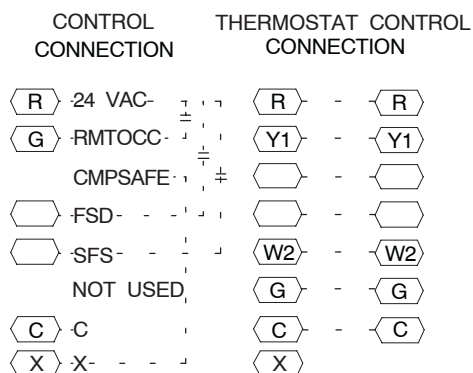 CONTROL THERMOSTAT CONTROL
CONNECTION CONNECTION
R 24 VAC R R
G RMTOCC Y1 Y1
CMPSAFE
FSD
SFS W2 W2
NOT USED G G
C C C C
X X X